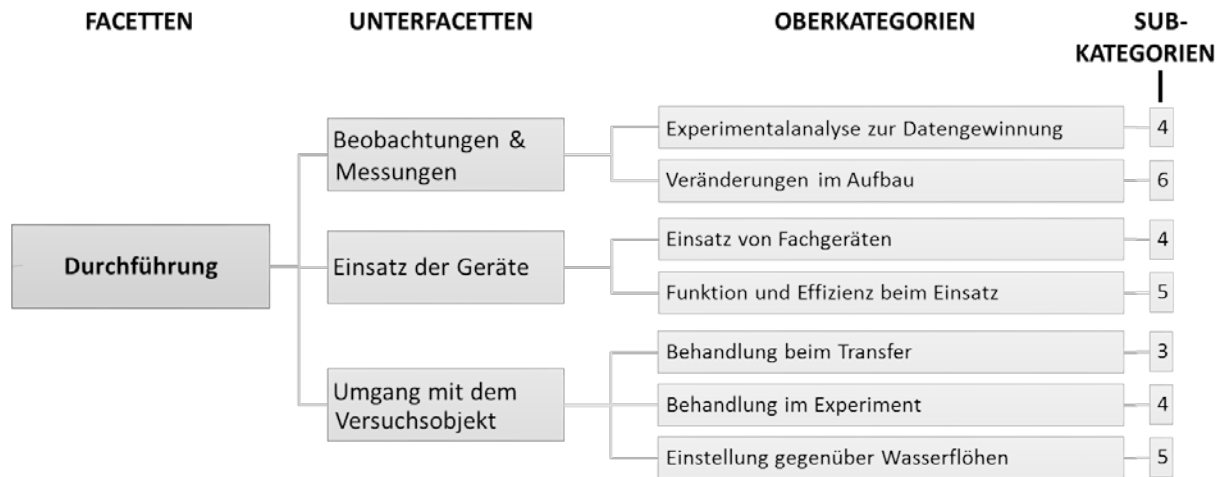 FACETTEN
UNTERFACETTEN
OBERKATEGORIEN
SUB-
KATEGORIEN
Durchführung
Beobachtungen &
Messungen
Experimentalanalyse zur Datengewinnung
4
Veränderungen im Aufbau
6
Einsatz der Geräte
Einsatz von Fachgeräten
4
Funktion und Effizienz beim Einsatz
5
Umgang mit dem
Versuchsobjekt
Behandlung beim Transfer
3
Behandlung im Experiment
4
Einstellung gegenüber Wasserflöhen
5